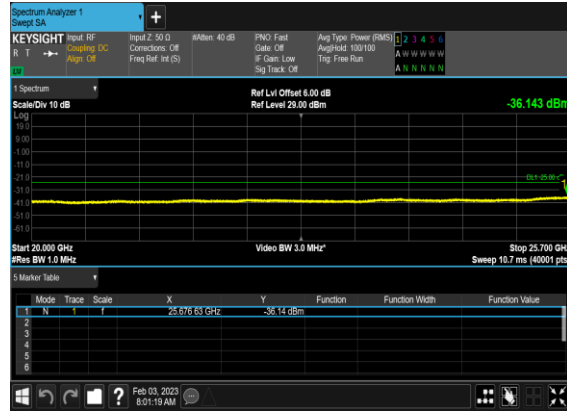 Spectrum Analyzer 1
Swept SA
+
KEYSIGHT Input: RF Input Z: 50 Ω #Atten: 40 dB PNO: Fast Avg Type: Power (RMS) 1 2 3 4 5 6
R T Coupling: DC Corrections: Off Gate: Off Avg|Hold: 100/100 A W W W W W
Align: Off Freq Ref: Int (S) IF Gain: Low Trig: Free Run
Sig Track: Off A N N N N N
1 Spectrum
Ref Lvl Offset 6.00 dB
Scale/Div 10 dB Ref Level 29.00 dBm -36.143 dBm
Log
19.0
9.00
-1.00
-11.0
-21.0
DL1 -25.00
1
-31.0
-41.0
-51.0
-61.0
Start 20.000 GHz Video BW 3.0 MHz* Stop 25.700 GH
#Res BW 1.0 MHz Sweep 10.7 ms (40001 pts
5 Marker Table
Mode Trace Scale X Y Function Function Width Function Value
1 N 1 f 25.676 63 GHz -36.14 dBm
2
3
4
5
6
? Feb 03, 2023
8:01:19 AM